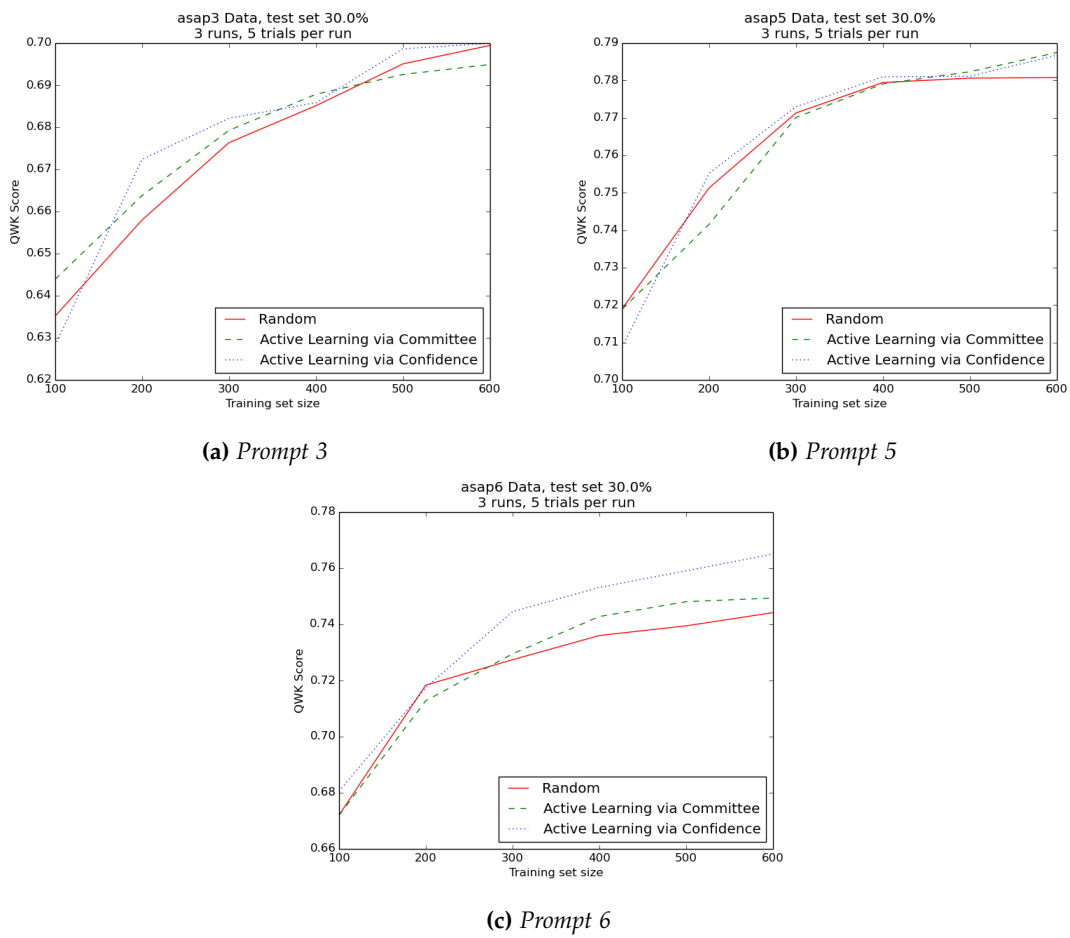 asap3 Data, test set 30.0%
3 runs, 5 trials per run
0.70
0.69
0.68
0.67
0.66
0.65
0.64
0.63
0.62
QWK Score
Random
Active Learning via Committee
Active Learning via Confidence
100 200 300 400 500 600
Training set size
(a) Prompt 3
asap5 Data, test set 30.0%
3 runs, 5 trials per run
0.79
0.78
0.77
0.76
0.75
0.74
0.73
0.72
0.71
0.70
QWK Score
Random
Active Learning via Committee
Active Learning via Confidence
100 200 300 400 500 600
Training set size
(b) Prompt 5
asap6 Data, test set 30.0%
3 runs, 5 trials per run
0.78
0.76
0.74
0.72
0.70
0.68
0.66
QWK Score
Random
Active Learning via Committee
Active Learning via Confidence
100 200 300 400 500 600
Training set size
(c) Prompt 6